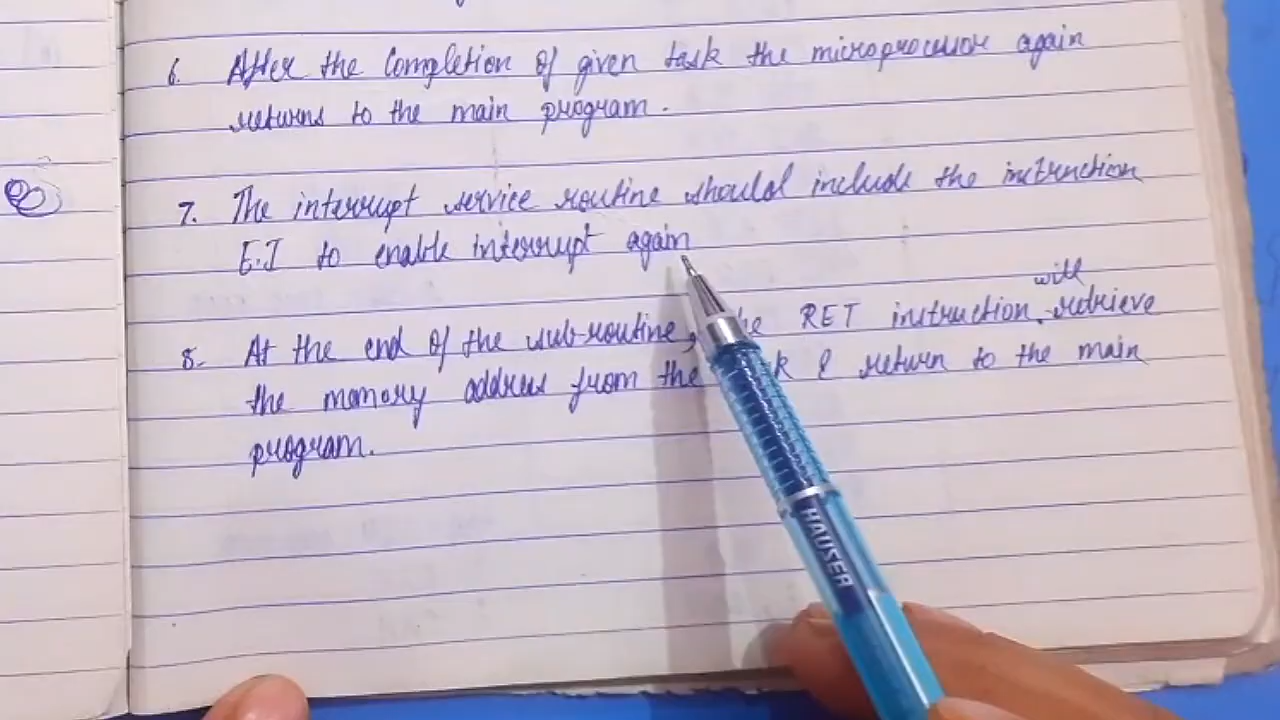 6. After the Completion of given task the microprocessor again
returns to the main program.
7. The interrupt service routine should include the instruction
E.I to enable interrupt again
8. At the end of the sub-routine, the RET instruction will retrieve
the memory address from the & return to the main
program.
HAUSER